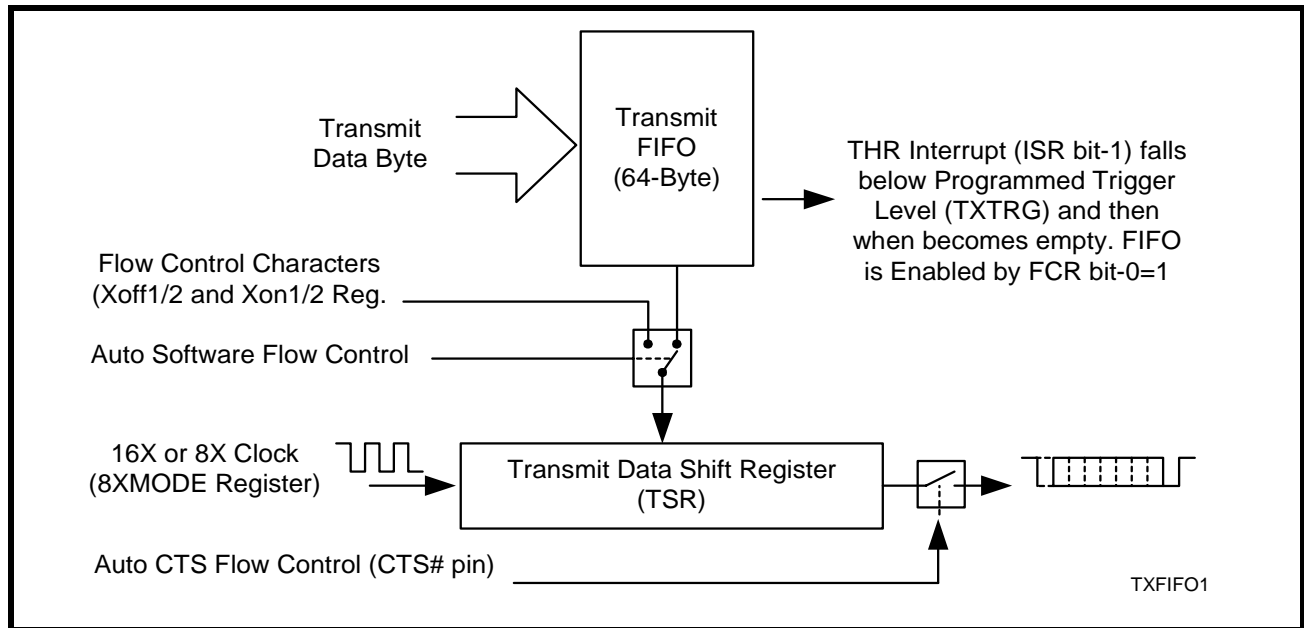 Transmit
Data Byte
Transmit
FIFO
(64-Byte)
THR Interrupt (ISR bit-1) falls
below Programmed Trigger
Level (TXTRG) and then
when becomes empty. FIFO
is Enabled by FCR bit-0=1
Flow Control Characters
(Xoff1/2 and Xon1/2 Reg.
Auto Software Flow Control
16X or 8X Clock
(8XMODE Register)
Transmit Data Shift Register
(TSR)
Auto CTS Flow Control (CTS# pin)
TXFIFO1